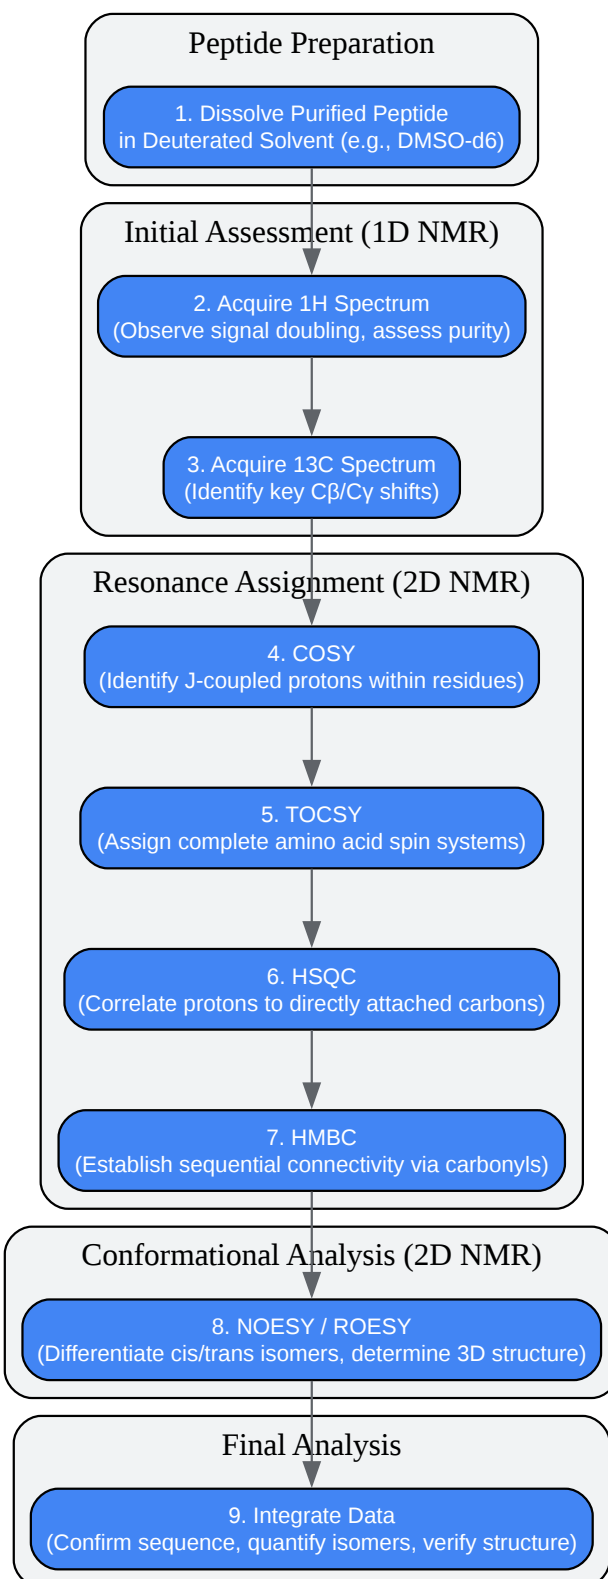 Peptide Preparation
1. Dissolve Purified Peptide
in Deuterated Solvent (e.g., DMSO-d6)
Initial Assessment (1D NMR)
2. Acquire 1H Spectrum
(Observe signal doubling, assess purity)
3. Acquire 13C Spectrum
(Identify key Cβ/Cγ shifts)
Resonance Assignment (2D NMR)
4. COSY
(Identify J-coupled protons within residues)
5. TOCSY
(Assign complete amino acid spin systems)
6. HSQC
(Correlate protons to directly attached carbons)
7. HMBC
(Establish sequential connectivity via carbonyls)
Conformational Analysis (2D NMR)
8. NOESY / ROESY
(Differentiate cis/trans isomers, determine 3D structure)
Final Analysis
9. Integrate Data
(Confirm sequence, quantify isomers, verify structure)